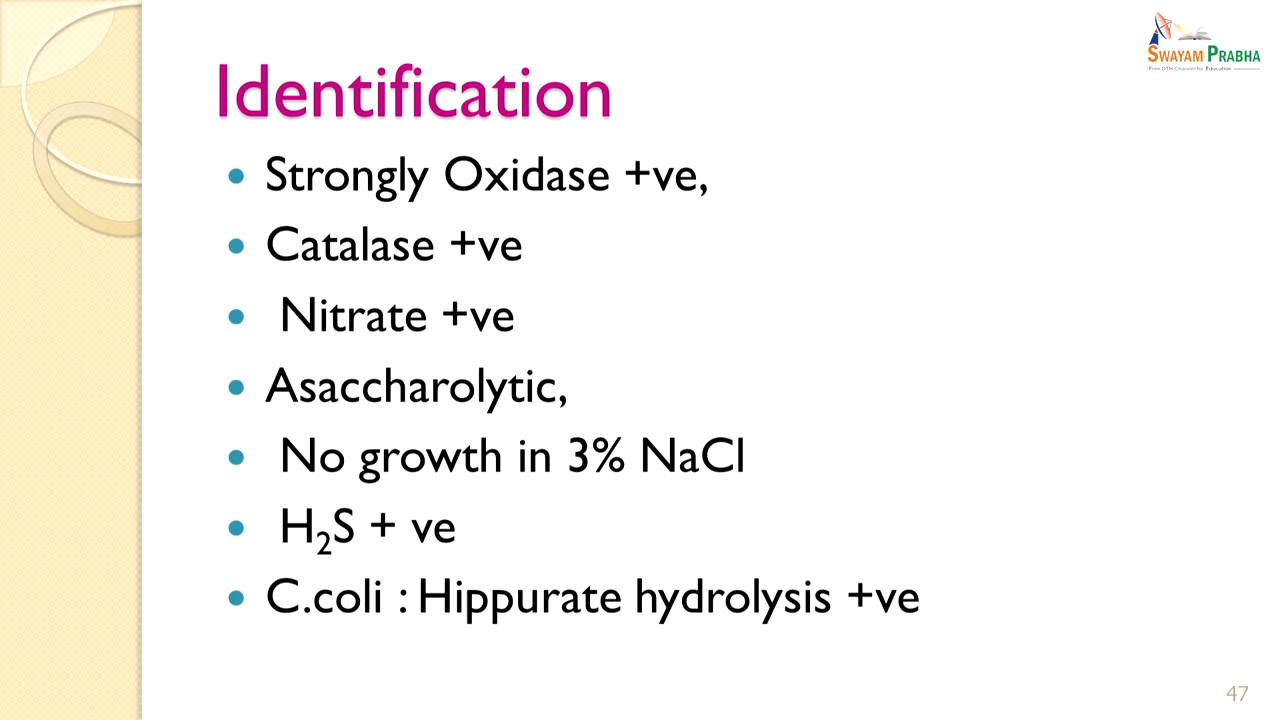 SWAYAM PRABHA
Free DTH Channel for Education
Identification
• Strongly Oxidase +ve,
• Catalase +ve
• Nitrate +ve
• Asaccharolytic,
• No growth in 3% NaCl
• H₂S + ve
• C.coli : Hippurate hydrolysis +ve
47